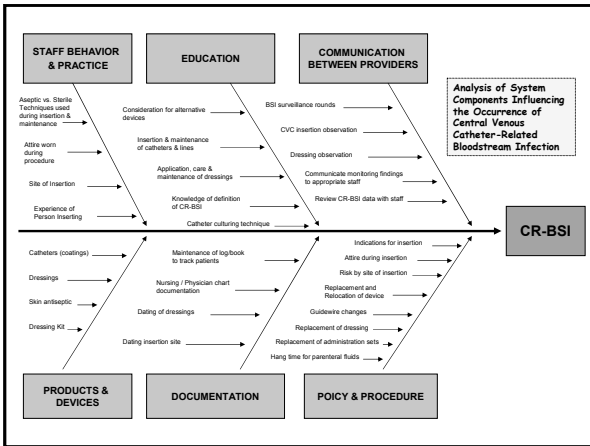 STAFF BEHAVIOR
& PRACTICE
EDUCATION
COMMUNICATION
BETWEEN PROVIDERS
Analysis of System
Components Influencing
the Occurrence of
Central Venous
Catheter-Related
Bloodstream Infection
Aseptic vs. Sterile
Techniques used
during insertion &
maintenance
Attire worn
during
procedure
Site of Insertion
Experience of
Person Inserting
Consideration for alternative
devices
Insertion & maintenance
of catheters & lines
Application, care &
maintenance of dressings
Knowledge of definition
of CR-BSI
Catheter culturing technique
BSI surveillance rounds
CVC insertion observation
Dressing observation
Communicate monitoring findings
to appropriate staff
Review CR-BSI data with staff
CR-BSI
Catheters (coatings)
Dressings
Skin antiseptic
Dressing Kit
Maintenance of log/book
to track patients
Nursing / Physician chart
documentation
Dating of dressings
Dating insertion site
Indications for insertion
Attire during insertion
Risk by site of insertion
Replacement and
Relocation of device
Guidewire changes
Replacement of dressing
Replacement of administration sets
Hang time for parenteral fluids
PRODUCTS &
DEVICES
DOCUMENTATION
POICY & PROCEDURE